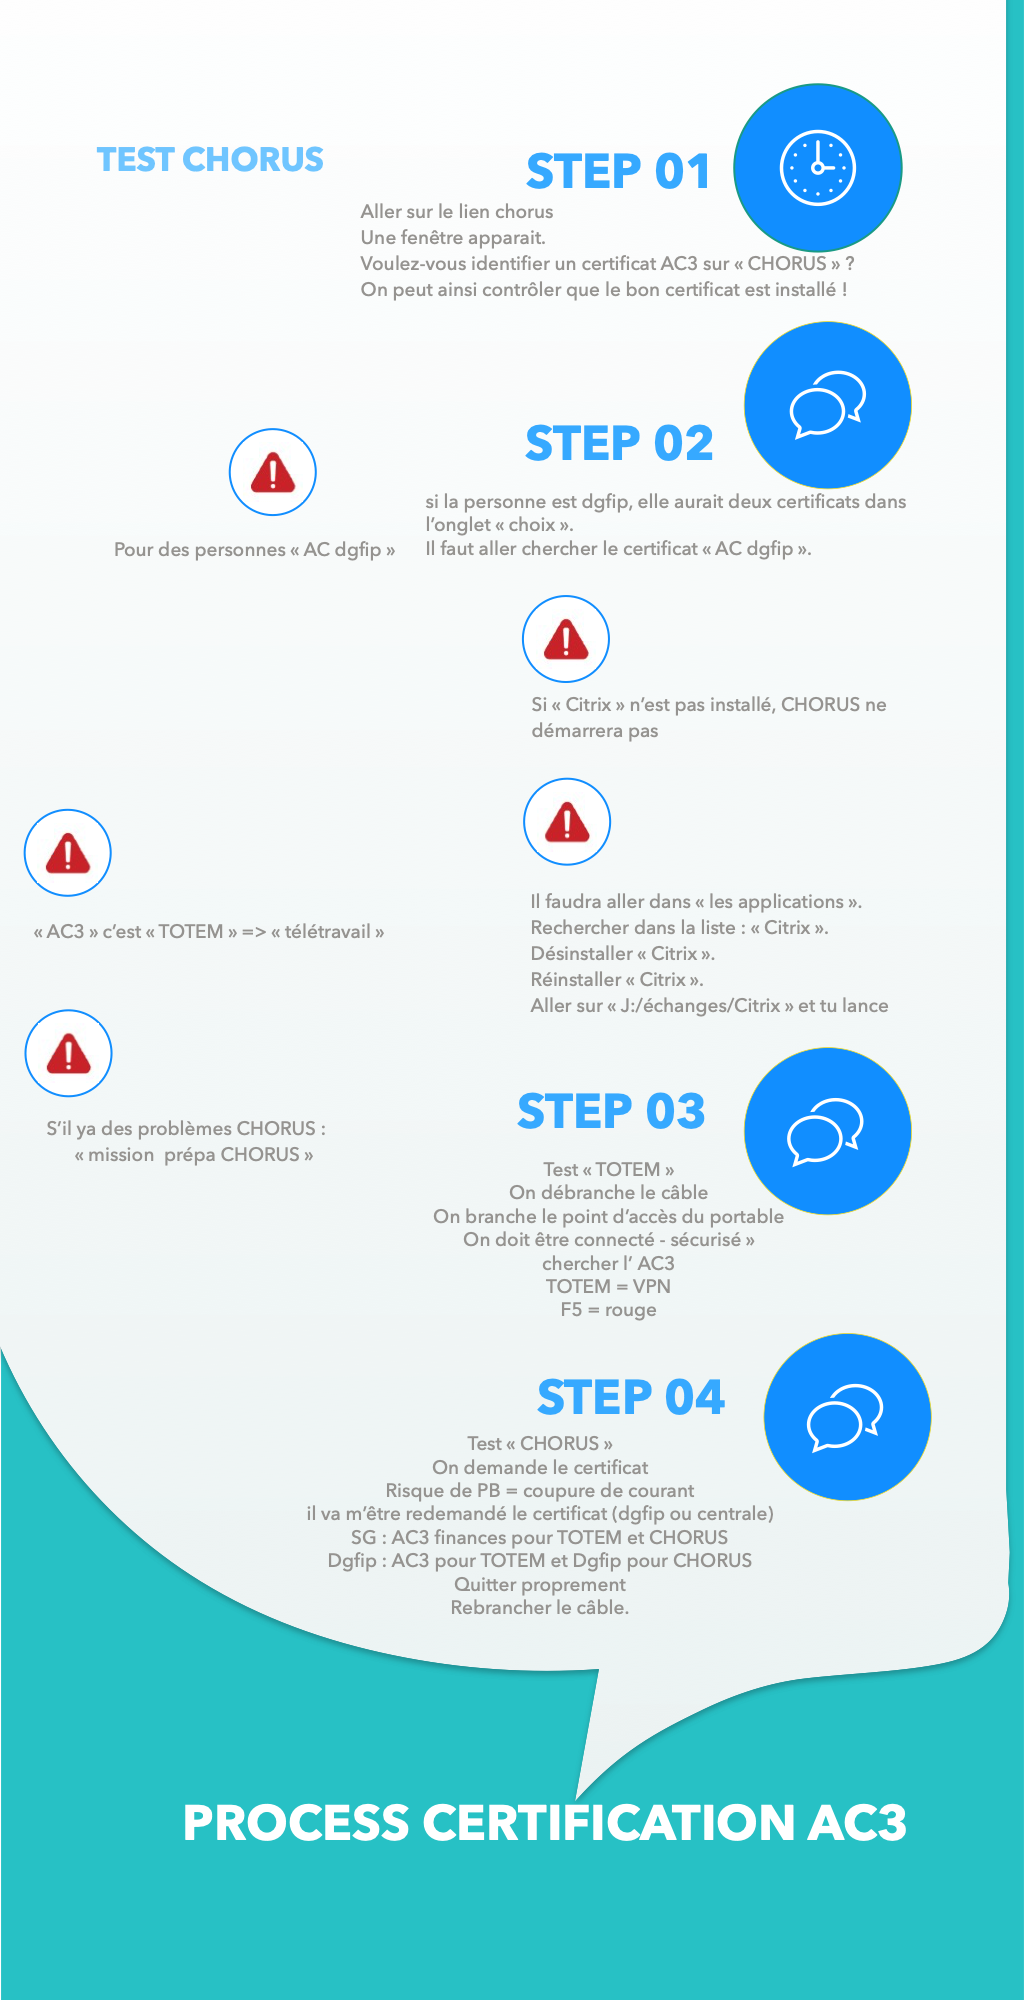 TEST CHORUS
STEP 01
Aller sur le lien chorus
Une fenêtre apparait.
Voulez-vous identifier un certificat AC3 sur « CHORUS » ?
On peut ainsi contrôler que le bon certificat est installé !
STEP 02
si la personne est dgfip, elle aurait deux certificats dans
l’onglet « choix ».
Il faut aller chercher le certificat « AC dgfip ».
Pour des personnes « AC dgfip »
Si « Citrix » n’est pas installé, CHORUS ne
démarrera pas
Il faudra aller dans « les applications ».
Rechercher dans la liste : « Citrix ».
Désinstaller « Citrix ».
Réinstaller « Citrix ».
Aller sur « J:/échanges/Citrix » et tu lance
« AC3 » c’est « TOTEM » => « télétravail »
S’il ya des problèmes CHORUS :
« mission  prépa CHORUS »
STEP 03
Test « TOTEM »
On débranche le câble
On branche le point d’accès du portable
On doit être connecté - sécurisé »
chercher l’ AC3
TOTEM = VPN
F5 = rouge
STEP 04
Test « CHORUS »
On demande le certificat
Risque de PB = coupure de courant
il va m’être redemandé le certificat (dgfip ou centrale)
SG : AC3 finances pour TOTEM et CHORUS
Dgfip : AC3 pour TOTEM et Dgfip pour CHORUS
Quitter proprement
Rebrancher le câble.
PROCESS CERTIFICATION AC3